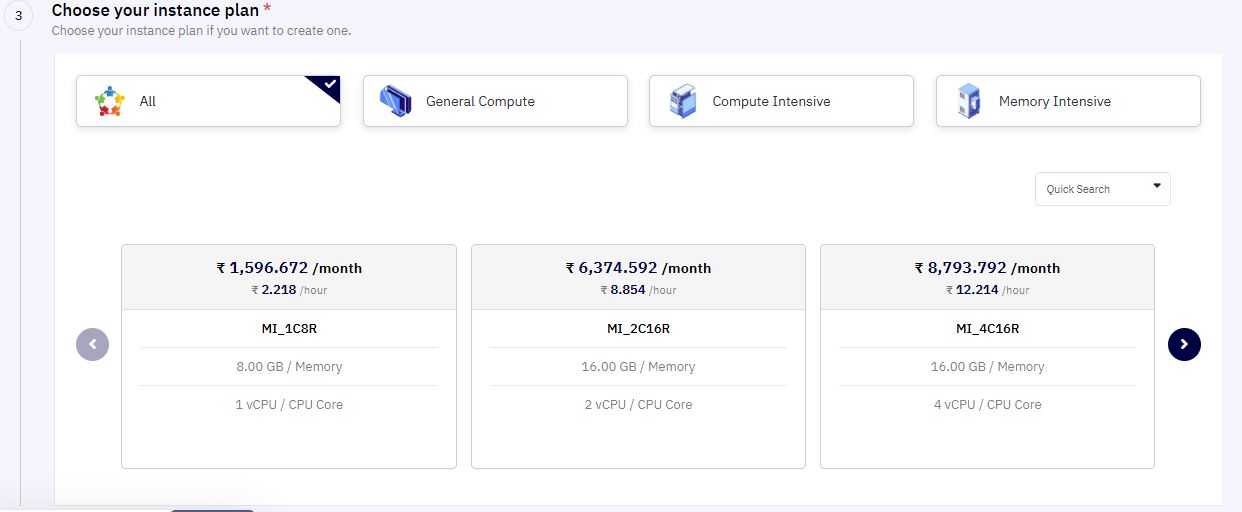 3
Choose your instance plan *
Choose your instance plan if you want to create one.
All
General Compute
Compute Intensive
Memory Intensive
Quick Search
₹ 1,596.672 /month
₹ 2.218 /hour
MI_1C8R
8.00 GB / Memory
1 vCPU / CPU Core
₹ 6,374.592 /month
₹ 8.854 /hour
MI_2C16R
16.00 GB / Memory
2 vCPU / CPU Core
₹ 8,793.792 /month
₹ 12.214 /hour
MI_4C16R
16.00 GB / Memory
4 vCPU / CPU Core